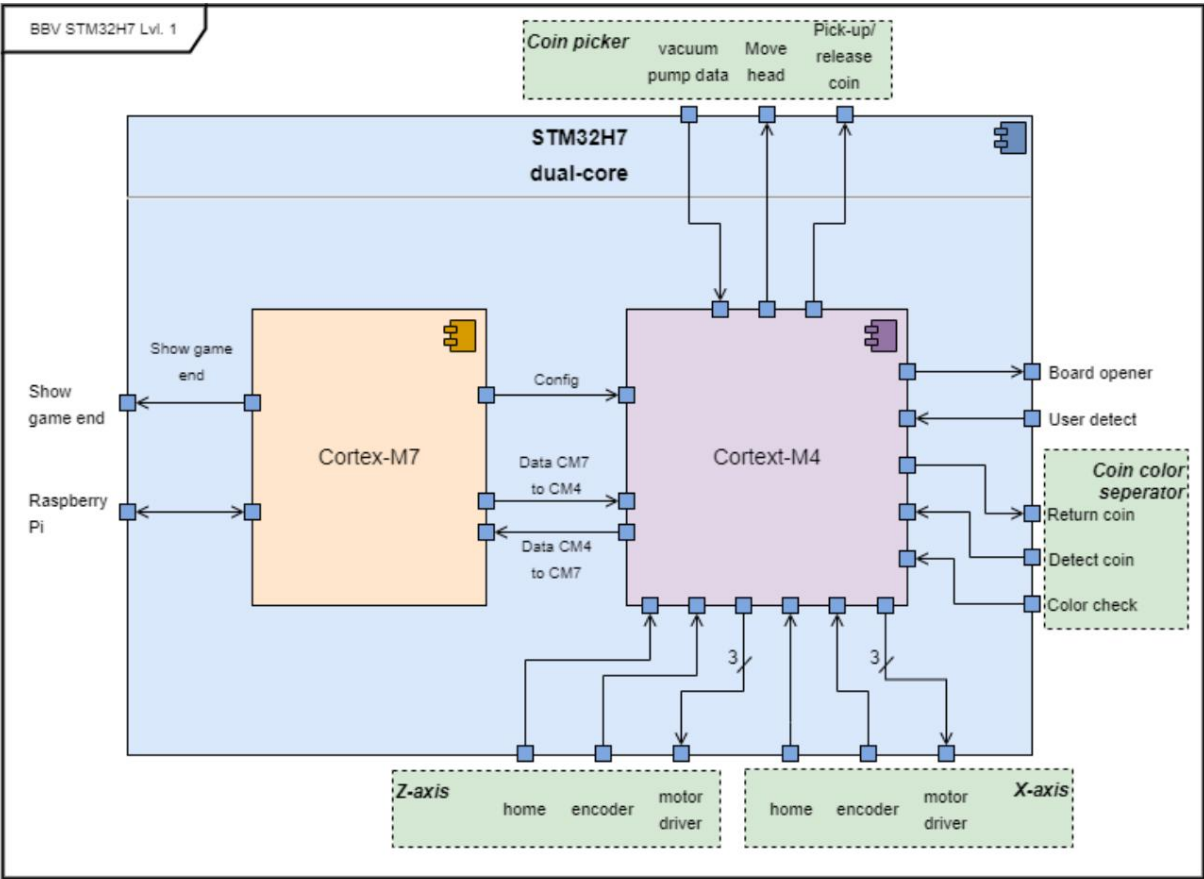 BBV STM32H7 Lvl. 1
Coin picker
vacuum
pump data
Move
head
Pick-up/
release
coin
STM32H7
dual-core
Show game
end
Show
game end
Raspberry
Pi
Cortex-M7
Config
Data CM7
to CM4
Data CM4
to CM7
Cortext-M4
Board opener
User detect
Coin color
seperator
Return coin
Detect coin
Color check
3
3
Z-axis
home
encoder
motor
driver
home
encoder
motor
driver
X-axis